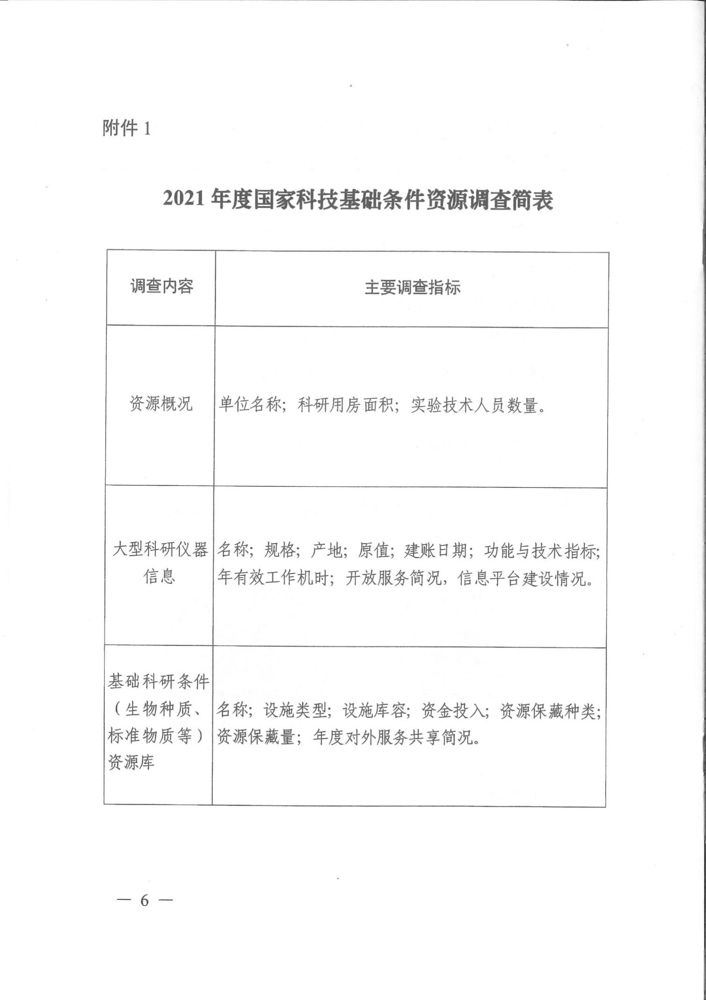 附件 1
2021 年度国家科技基础条件资源调查简表
调查内容
主要调查指标
资源概况
单位名称；科研用房面积；实验技术人员数量。
大型科研仪器
信息
名称；规格；产地；原值；建账日期；功能与技术指标；
年有效工作机时；开放服务简况，信息平台建设情况。
基础科研条件
（生物种质、
标准物质等）
资源库
名称；设施类型；设施库容；资金投入；资源保藏种类；
资源保藏量；年度对外服务共享简况。
— 6 —